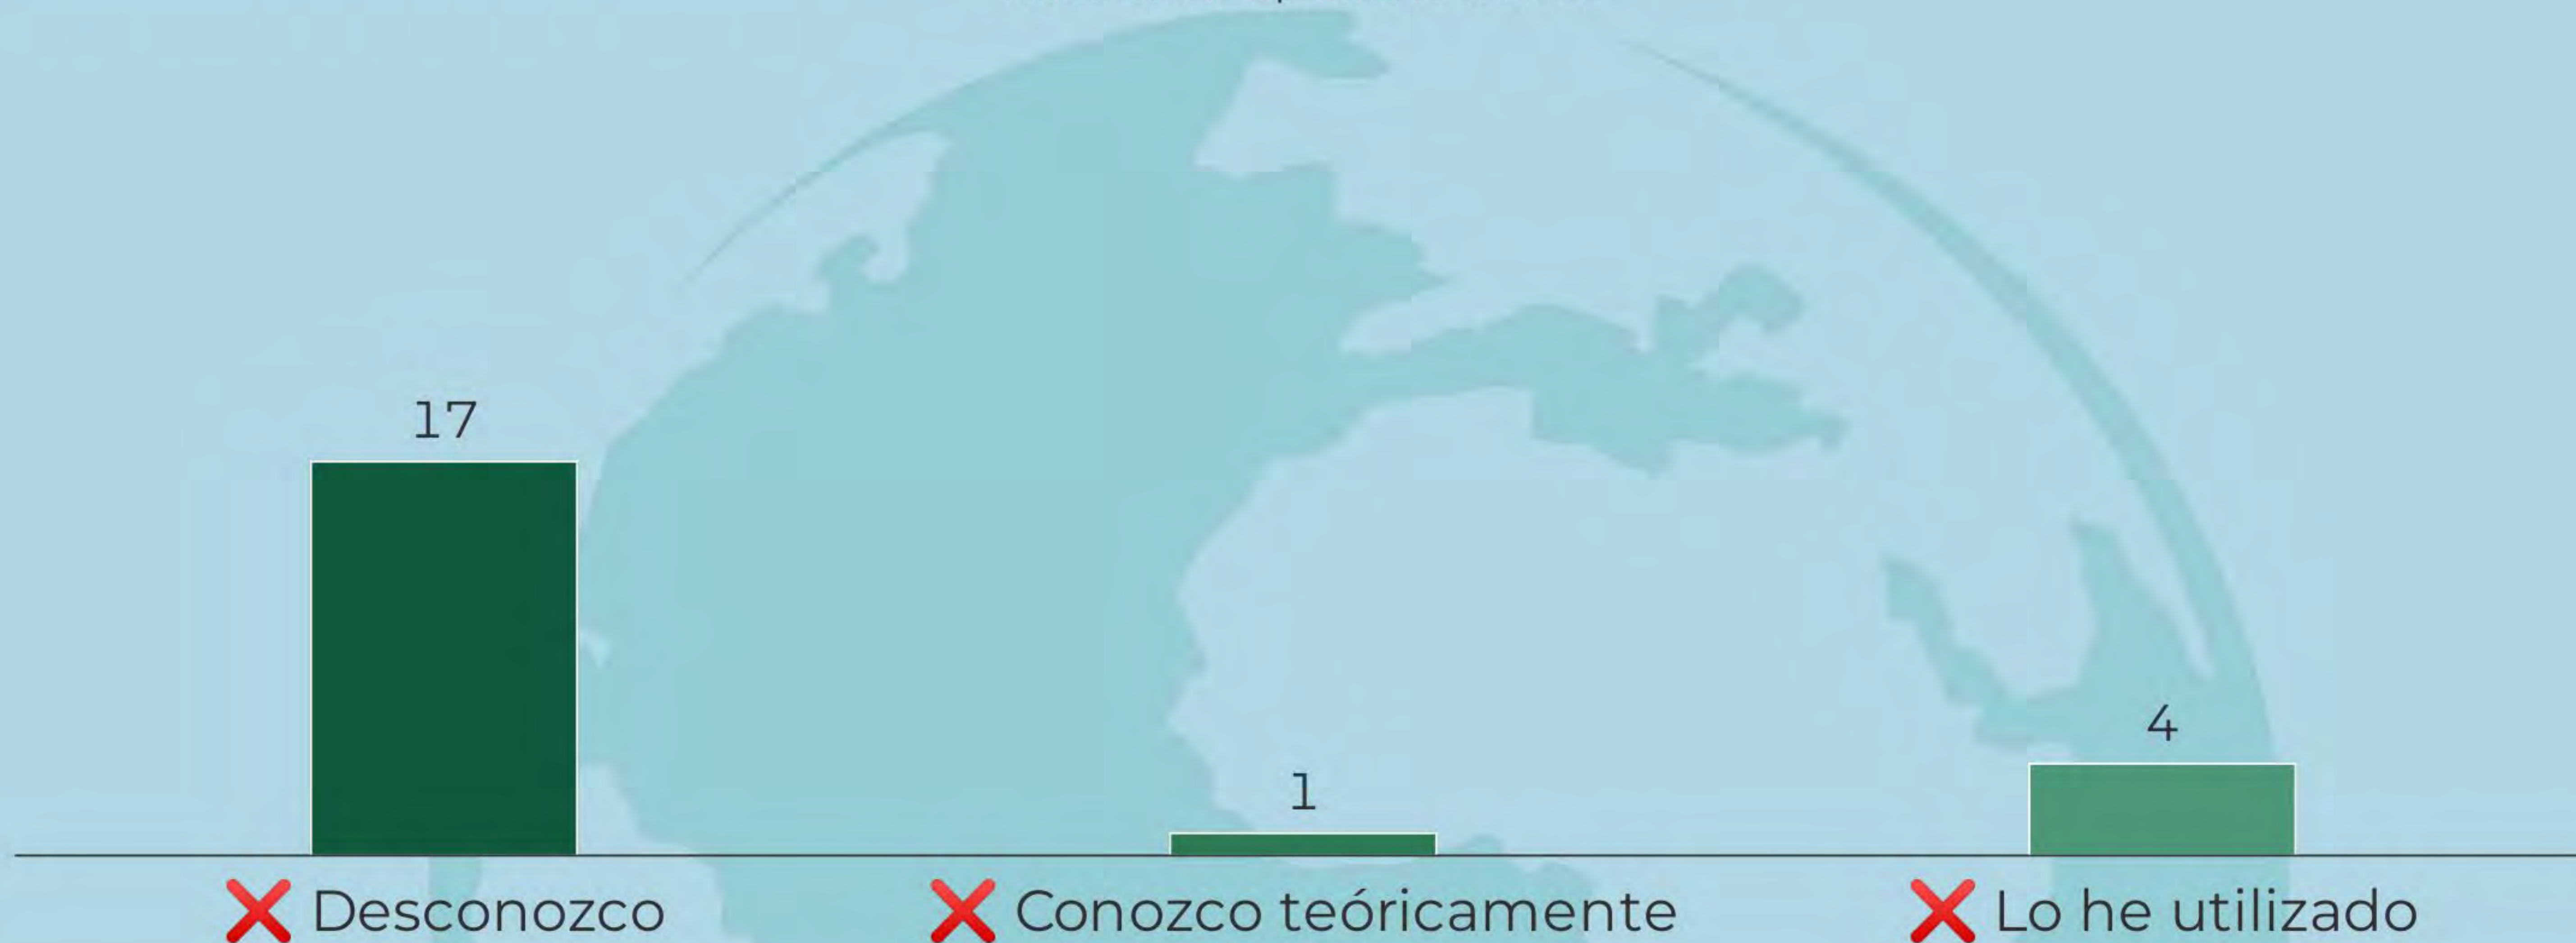 17
1
4
❌ Desconozco
❌ Conozco teóricamente
❌ Lo he utilizado